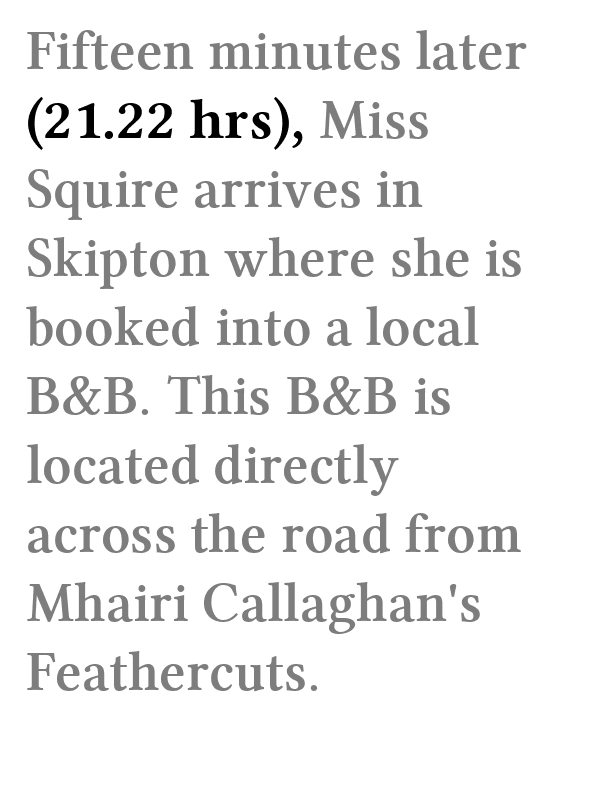 Fifteen minutes later
(21.22 hrs), Miss
Squire arrives in
Skipton where she is
booked into a local
B&B. This B&B is
located directly
across the road from
Mhairi Callaghan's
Feathercuts.